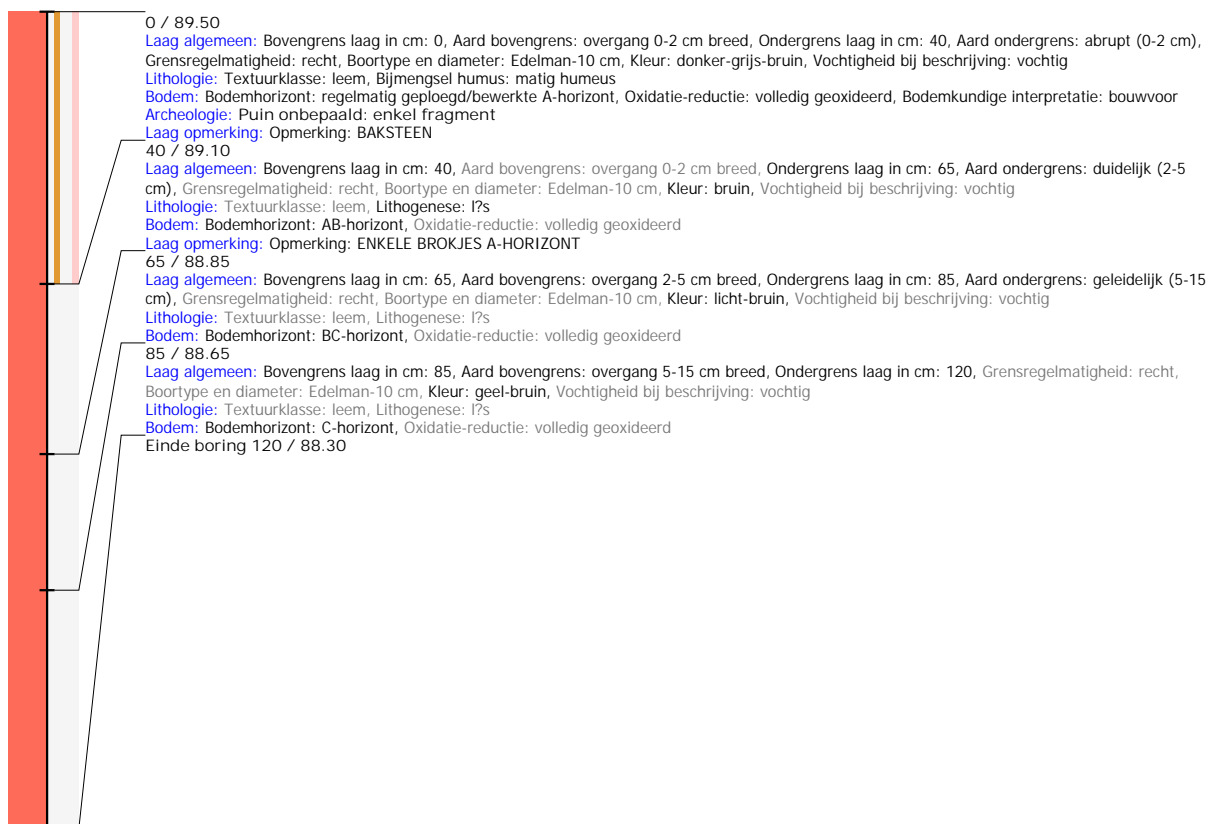 0 / 89.50
Laag algemeen: Bovengrens laag in cm: 0, Aard bovengrens: overgang 0-2 cm breed, Ondergrens laag in cm: 40, Aard ondergrens: abrupt (0-2 cm),
Grensregelmatigheid: recht, Boortype en diameter: Edelman-10 cm, Kleur: donker-grijs-bruin, Vochtigheid bij beschrijving: vochtig
Lithologie: Textuurklasse: leem, Bijmengsel humus: matig humeus
Bodem: Bodemhorizont: regelmatig geploegd/bewerkte A-horizont, Oxidatie-reductie: volledig geoxideerd, Bodemkundige interpretatie: bouwvoor
Archeologie: Puin onbepaald: enkel fragment
Laag opmerking: Opmerking: BAKSTEEN
40 / 89.10
Laag algemeen: Bovengrens laag in cm: 40, Aard bovengrens: overgang 0-2 cm breed, Ondergrens laag in cm: 65, Aard ondergrens: duidelijk (2-5
cm), Grensregelmatigheid: recht, Boortype en diameter: Edelman-10 cm, Kleur: bruin, Vochtigheid bij beschrijving: vochtig
Lithologie: Textuurklasse: leem, Lithogenese: l?s
Bodem: Bodemhorizont: AB-horizont, Oxidatie-reductie: volledig geoxideerd
Laag opmerking: Opmerking: ENKELE BROKJES A-HORIZONT
65 / 88.85
Laag algemeen: Bovengrens laag in cm: 65, Aard bovengrens: overgang 2-5 cm breed, Ondergrens laag in cm: 85, Aard ondergrens: geleidelijk (5-15
cm), Grensregelmatigheid: recht, Boortype en diameter: Edelman-10 cm, Kleur: licht-bruin, Vochtigheid bij beschrijving: vochtig
Lithologie: Textuurklasse: leem, Lithogenese: l?s
Bodem: Bodemhorizont: BC-horizont, Oxidatie-reductie: volledig geoxideerd
85 / 88.65
Laag algemeen: Bovengrens laag in cm: 85, Aard bovengrens: overgang 5-15 cm breed, Ondergrens laag in cm: 120, Grensregelmatigheid: recht,
Boortype en diameter: Edelman-10 cm, Kleur: geel-bruin, Vochtigheid bij beschrijving: vochtig
Lithologie: Textuurklasse: leem, Lithogenese: l?s
Bodem: Bodemhorizont: C-horizont, Oxidatie-reductie: volledig geoxideerd
Einde boring 120 / 88.30